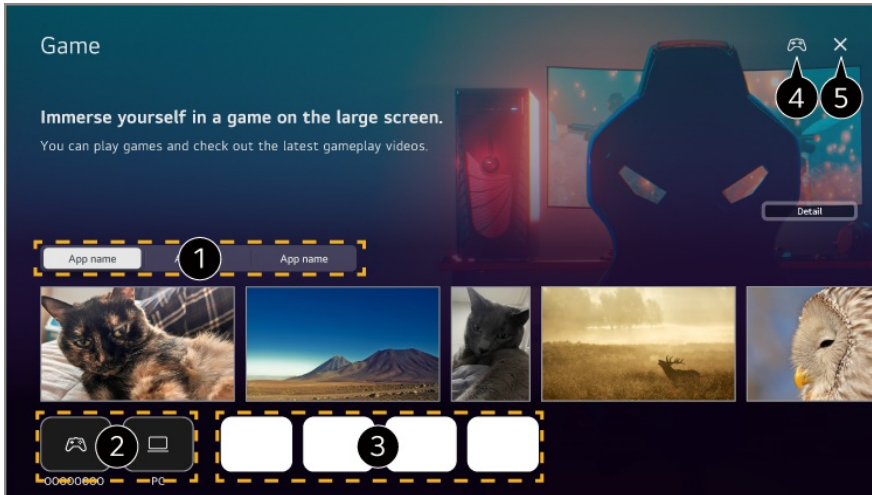 Game
4 5
Immerse yourself in a game on the large screen.
You can play games and check out the latest gameplay videos.
Detail
App name 1 App name
2 3
OOOOOOOO PC